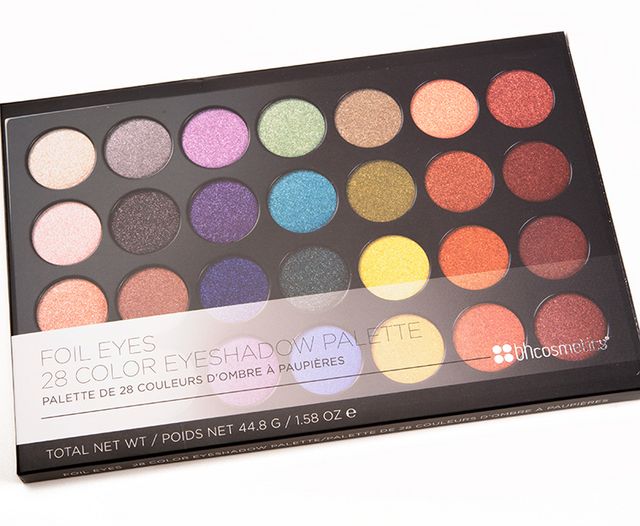 FOIL EYES
28 COLOR EYESHADOW PALETTE
PALETTE DE 28 COULEURS D'OMBRE À PAUPIÈRES
bhcosmetics
TOTAL NET WT / POIDS NET 44.8 G / 1.58 OZ e
FOIL EYES 28 COLOR EYESHADOW PALETTE/PALETTE DE 28 COULEURS D'OMBRE À PAUPIÈRES